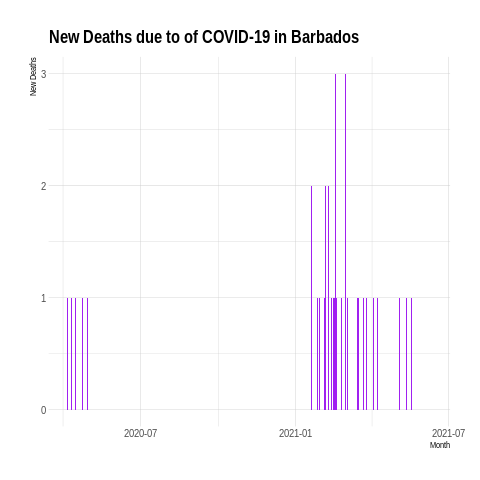 New Deaths due to of COVID-19 in Barbados
New Deaths
3
2
1
0
2020-07
2021-01
2021-07
Month